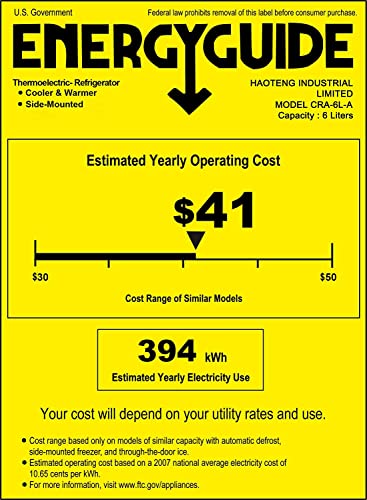 U.S. Government Federal law prohibits removal of this label before consumer purchase.
ENERGYGUIDE
Thermoelectric- Refrigerator
• Cooler & Warmer
• Side-Mounted
HAOTENG INDUSTRIAL
LIMITED
MODEL CRA-6L-A
Capacity : 6 Liters
Estimated Yearly Operating Cost
$41
$30 $50
Cost Range of Similar Models
394 kWh
Estimated Yearly Electricity Use
Your cost will depend on your utility rates and use.
• Cost range based only on models of similar capacity with automatic defrost,
side-mounted freezer, and through-the-door ice.
• Estimated operating cost based on a 2007 national average electricity cost of
10.65 cents per kWh.
• For more information, visit www.ftc.gov/appliances.